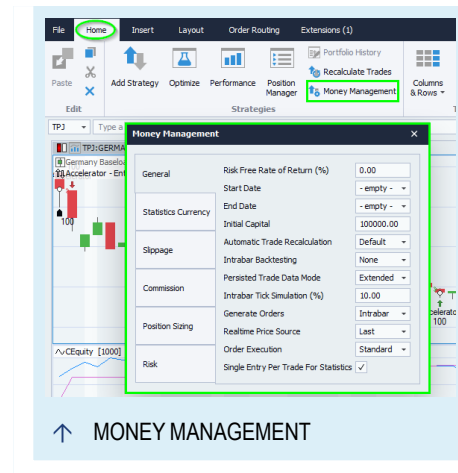 File Home Insert Layout Order Routing Extensions (1)
Portfolio History
Recalculate Trades
Paste Add Strategy Optimize Performance Position Manager Money Management Columns & Rows
Edit Strategies
TPJ Type a
TPJ:GERMA
Germany Baseloa
Accelerator - Ent
100
Money Management
General
Statistics Currency
Slippage
Commission
Position Sizing
Risk
Risk Free Rate of Return (%) 0.00
Start Date - empty -
End Date - empty -
Initial Capital 100000.00
Automatic Trade Recalculation Default
Intrabar Backtesting None
Persisted Trade Data Mode Extended
Intrabar Tick Simulation (%) 10.00
Generate Orders Intrabar
Realtime Price Source Last
Order Execution Standard
Single Entry Per Trade For Statistics
celerato
100
CEquity [1000]
MONEY MANAGEMENT